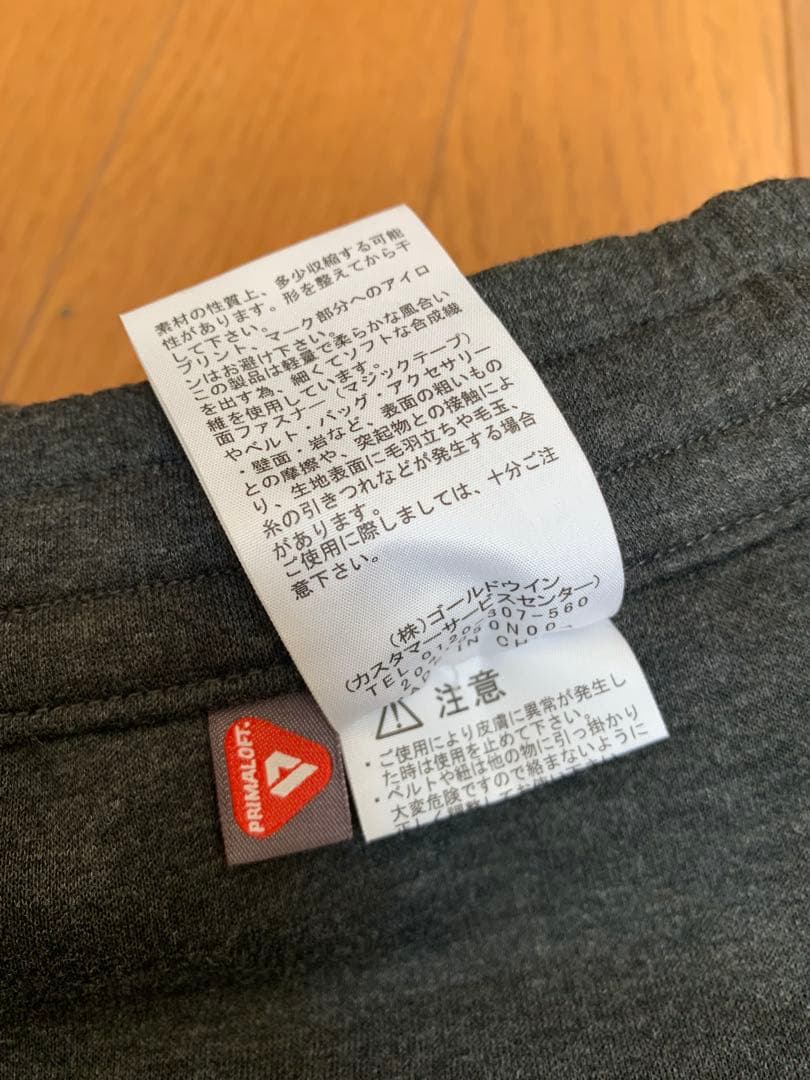 素材の性質上、多少収縮する可能
性があります。形を整えてから干
して下さい。
プリント、マーク部分へのアイロ
ンはお避け下さい。
この製品は軽量で柔らかな風合い
を出す為、細くてソフトな合成繊
維を使用しています。
面ファスナー（マジックテープ）
やベルト・バッグ・アクセサリー
・壁面・岩など、表面の粗いもの
との摩擦や、突起物との接触によ
り、生地表面に毛羽立ちや毛玉、
糸の引きつれなどが発生する場合
があります。
ご使用に際しましては、十分ご注
意下さい。
(株)ゴールドウイン
(カスタマーサービスセンター)
TEL 0120-307-560
IN CH
注意
・ご使用により皮膚に異常が発生し
た時は使用を止めて下さい。
・ベルトや紐は他の物に引っ掛かり
大変危険ですので絡まないように
PRIMALOFT